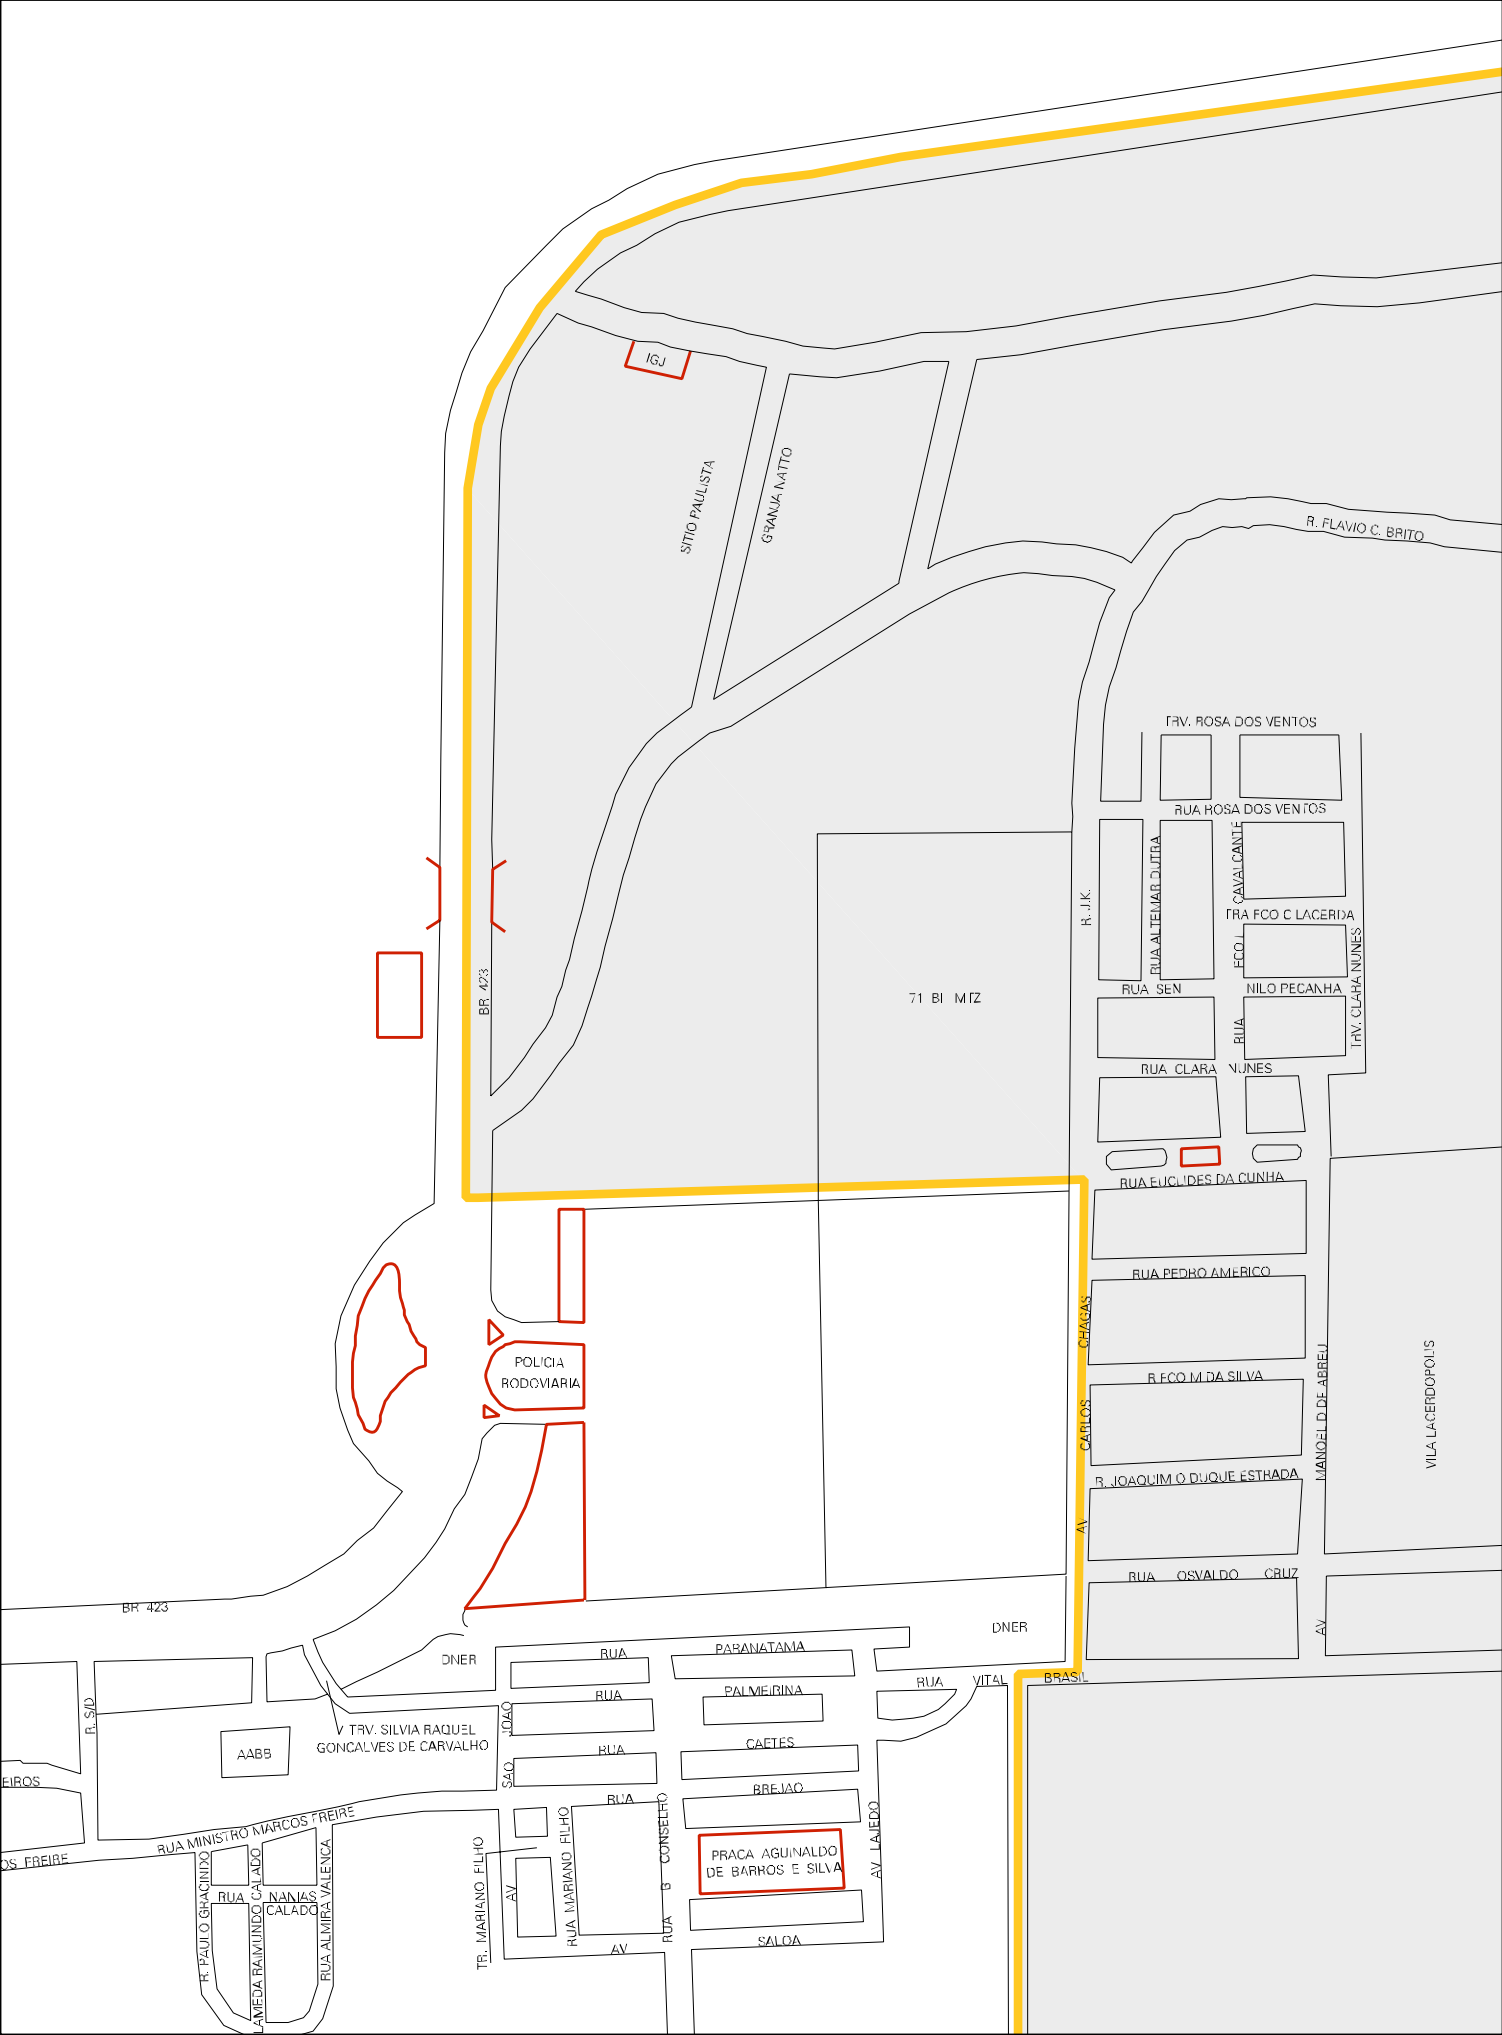 IGJ
SITIO PAULISTA
GRANJA NATTO
R. FLAVIO C. BRITO
TRV. ROSA DOS VENTOS
RUA ROSA DOS VENTOS
RUA ALTEMAR DUTRA
CAVALCANTE
R. J.K.
TRA FCO C LACERDA
FCO L
TRV. CLARA NUNES
BR 423
71 BI MTZ
RUA SEN NILO PECANHA
RUA
RUA CLARA NUNES
RUA EUCLIDES DA CUNHA
RUA PEDRO AMERICO
CHAGAS
POLICIA
RODOVIARIA
R FCO M DA SILVA
MANOEL D DE ABREU
VILA LACERDOPOLIS
CARLOS
R. JOAQUIM O DUQUE ESTRADA
AV
RUA OSVALDO CRUZ
BR 423
DNER
AV
RUA PARANATAMA
DNER
RUA VITAL BRASIL
RUA PALMEIRINA
R. S/D
JOAO
TRV. SILVIA RAQUEL
GONCALVES DE CARVALHO
AABB
RUA CAETES
SAO
EIROS
RUA BREJAO
RUA MINISTRO MARCOS FREIRE
OS FREIRE
CONSELHO
AV LAJEDO
PRACA AGUINALDO
DE BARROS E SILVA
RUA MARIANO FILHO
TR. MARIANO FILHO
AV
B
RUA
R. PAULO GRACINDO
LAMEDA RAIMUNDO CALADO
RUA ALMIRA VALENCA
RUA NANIAS
CALADO
AV SALOA